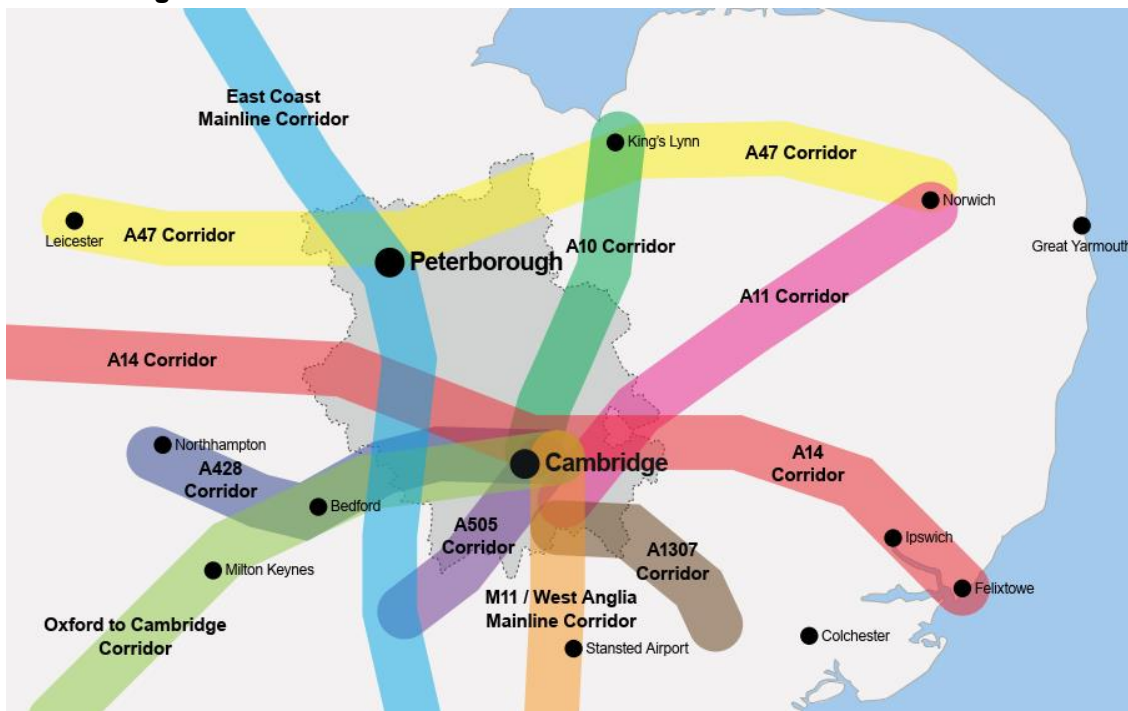 East Coast
Mainline Corridor
King's Lynn
A47 Corridor
Norwich
Leicester
A47 Corridor
A10 Corridor
Great Yarmouth
Peterborough
A11 Corridor
A14 Corridor
Northhampton
A428
Corridor
Cambridge
A14
Corridor
Bedford
A505
Corridor
A1307
Corridor
Ipswich
Milton Keynes
Felixtowe
M11 / West Anglia
Mainline Corridor
Oxford to Cambridge
Corridor
Stansted Airport
Colchester